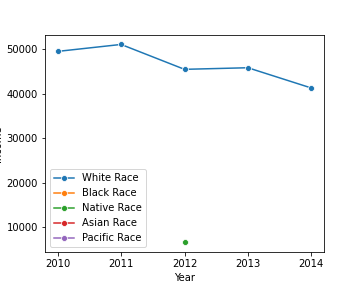 50000
40000
30000
20000
10000
White Race
Black Race
Native Race
Asian Race
Pacific Race
2010 2011 2012 2013 2014
Year